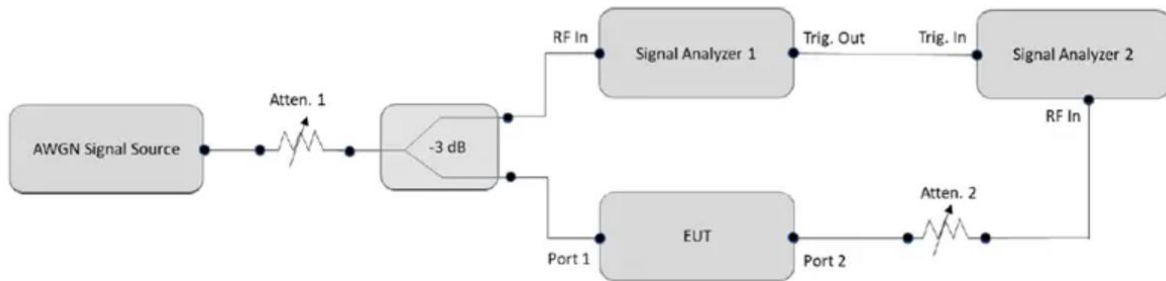 RF In
Signal Analyzer 1
Trig. Out
Trig. In
Signal Analyzer 2
RF In
Atten. 1
AWGN Signal Source
-3 dB
Atten. 2
EUT
Port 1
Port 2